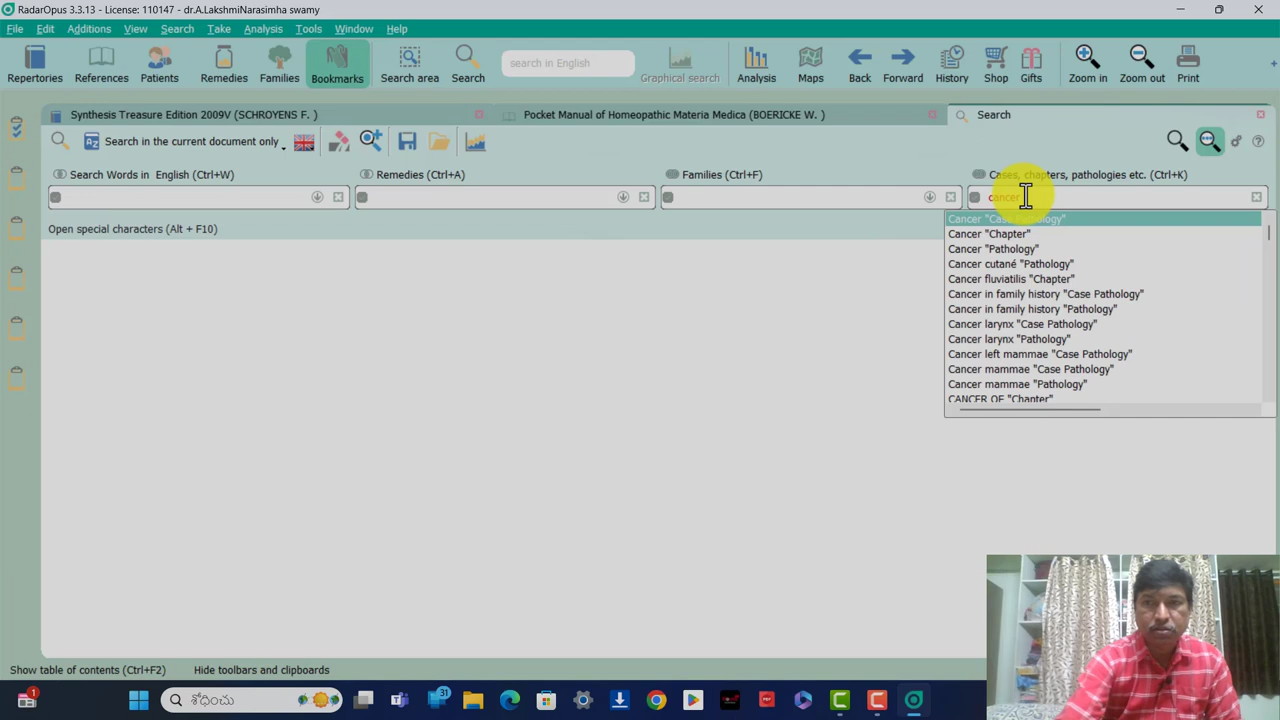 RadarOpus 3.3.13 - License: 110147 - dr.A.LakshmiNarasimha swamy
File Edit Additions View Search Take Analysis Tools Window Help
Repertories References Patients Remedies Families Bookmarks Search area Search search in English Graphical search Analysis Maps Back Forward History Shop Gifts Zoom in Zoom out Print
Synthesis Treasure Edition 2009V (SCHROYENS F. ) Pocket Manual of Homeopathic Materia Medica (BOERICKE W. ) Search
Search in the current document only
Search Words in English (Ctrl+W) Remedies (Ctrl+A) Families (Ctrl+F) Cases, chapters, pathologies etc. (Ctrl+K)
cancer
Open special characters (Alt + F10)
Cancer "Case Pathology"
Cancer "Chapter"
Cancer "Pathology"
Cancer cutané "Pathology"
Cancer fluviatilis "Chapter"
Cancer in family history "Case Pathology"
Cancer in family history "Pathology"
Cancer larynx "Case Pathology"
Cancer larynx "Pathology"
Cancer left mammae "Case Pathology"
Cancer mammae "Case Pathology"
Cancer mammae "Pathology"
CANCER OF "Chapter"
Show table of contents (Ctrl+F2) Hide toolbars and clipboards
1 శోధించు 31